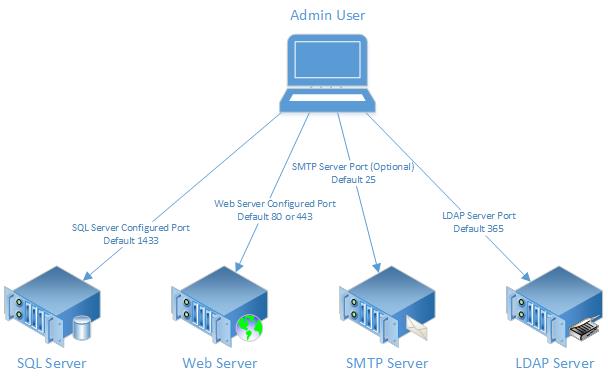 Admin User
SMTP Server Port (Optional)
Default 25
Web Server Configured Port
Default 80 or 443
LDAP Server Port
Default 365
SQL Server Configured Port
Default 1433
SQL Server
Web Server
SMTP Server
LDAP Server